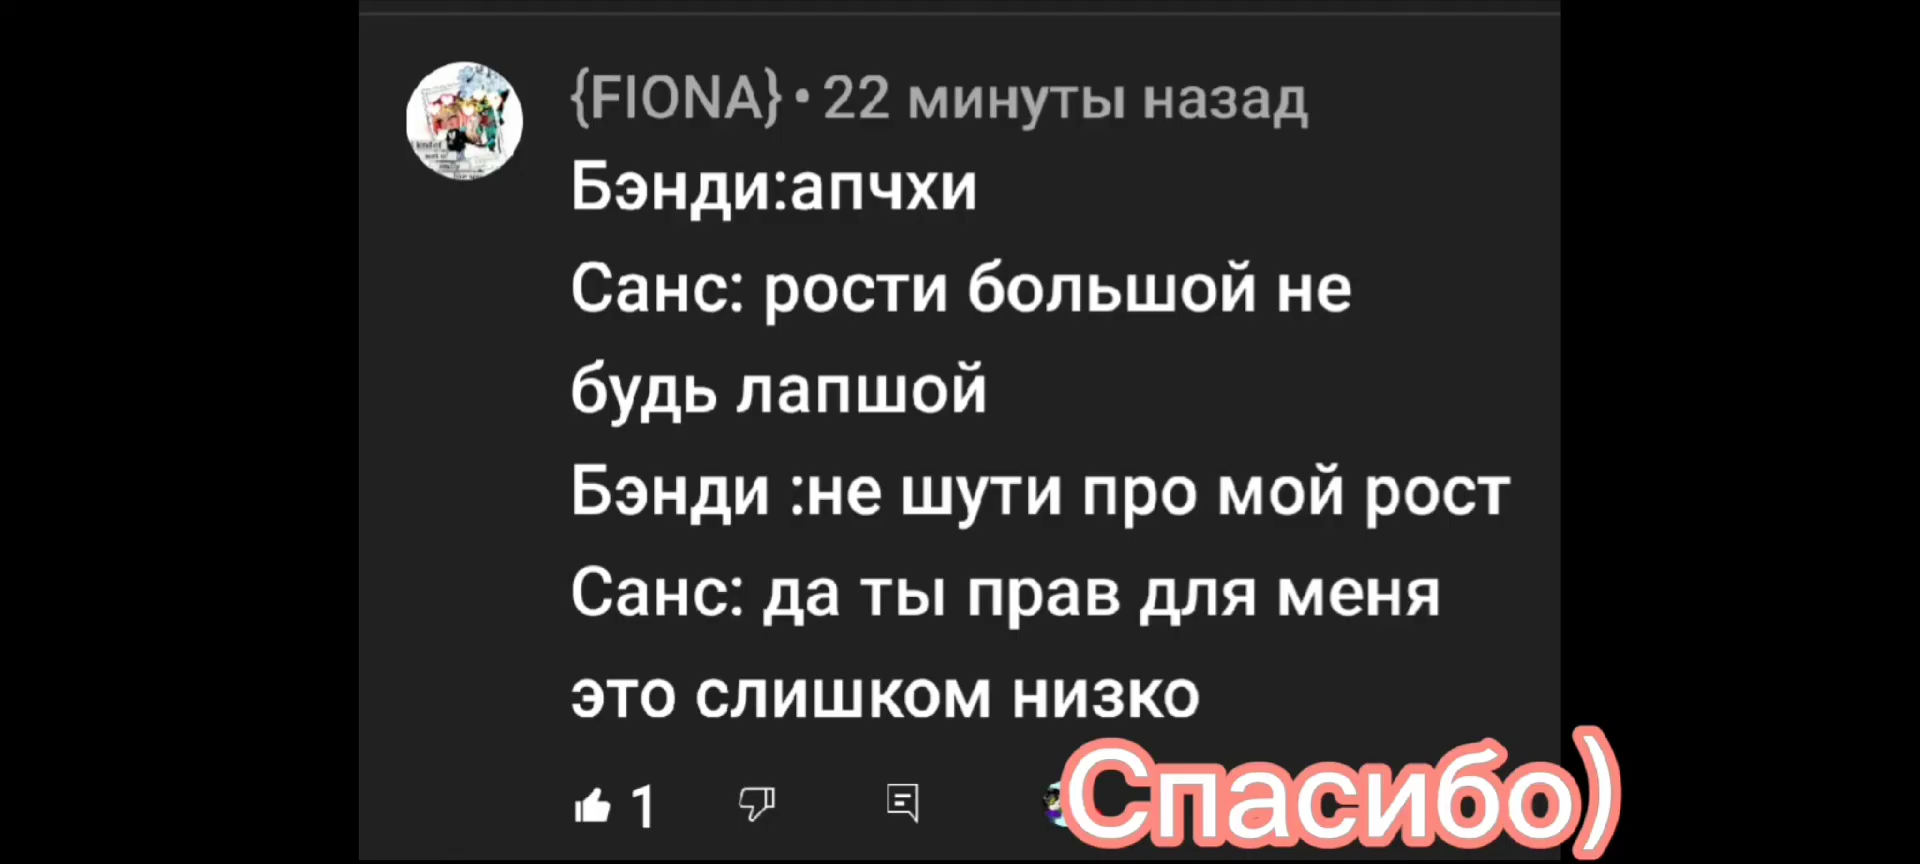 {FIONA} • 22 минуты назад
Бэнди:апчхи
Санс: рости большой не
будь лапшой
Бэнди :не шути про мой рост
Санс: да ты прав для меня
это слишком низко
1
Спасибо)